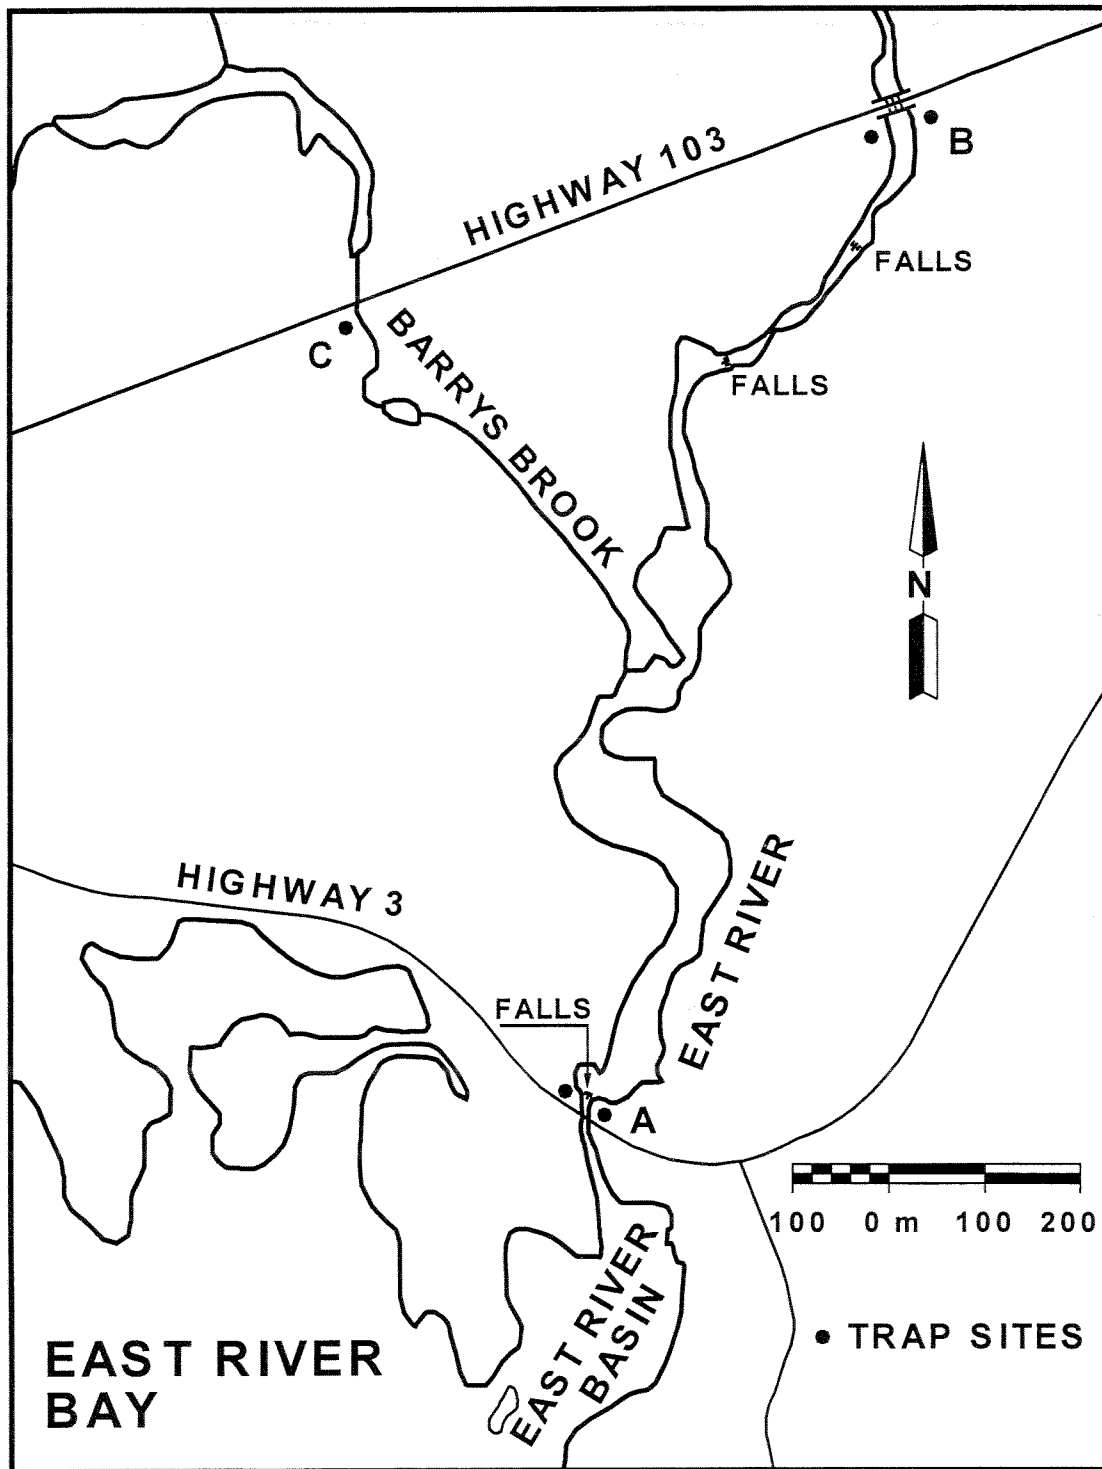 HIGHWAY 103
B
FALLS
C
BARRYS BROOK
FALLS
N
HIGHWAY 3
EAST RIVER
FALLS
A
100 0 m 100 200
EAST RIVER
BASIN
TRAP SITES
EAST RIVER
BAY